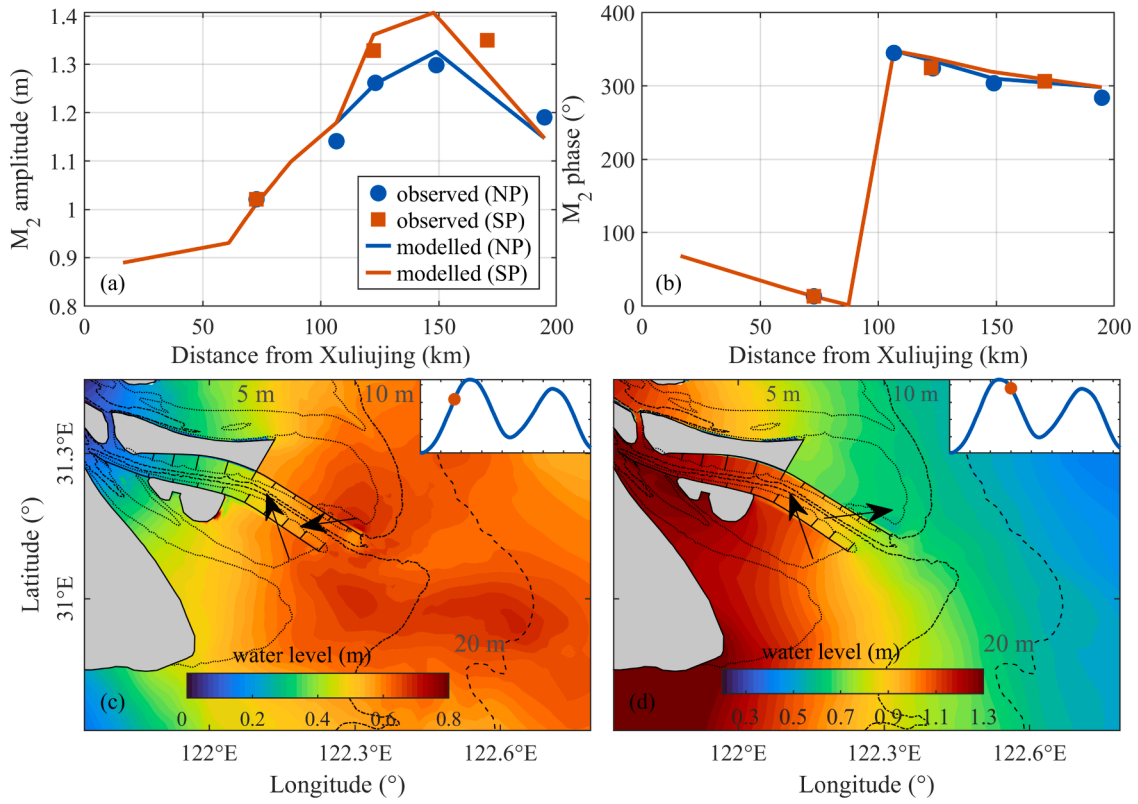 1.4
1.3
1.2
1.1
1
0.9
0.8
M2 amplitude (m)
observed (NP)
observed (SP)
modelled (NP)
modelled (SP)
(a)
0 50 100 150 200
Distance from Xuliujing (km)
400
300
200
100
0
M2 phase (°)
(b)
0 50 100 150 200
Distance from Xuliujing (km)
5 m
10 m
20 m
31.3°E
31°E
Latitude (°)
water level (m)
(c)
0 0.2 0.4 0.6 0.8
122°E 122.3°E 122.6°E
Longitude (°)
5 m
10 m
20 m
water level (m)
(d)
0.3 0.5 0.7 0.9 1.1 1.3
122°E 122.3°E 122.6°E
Longitude (°)